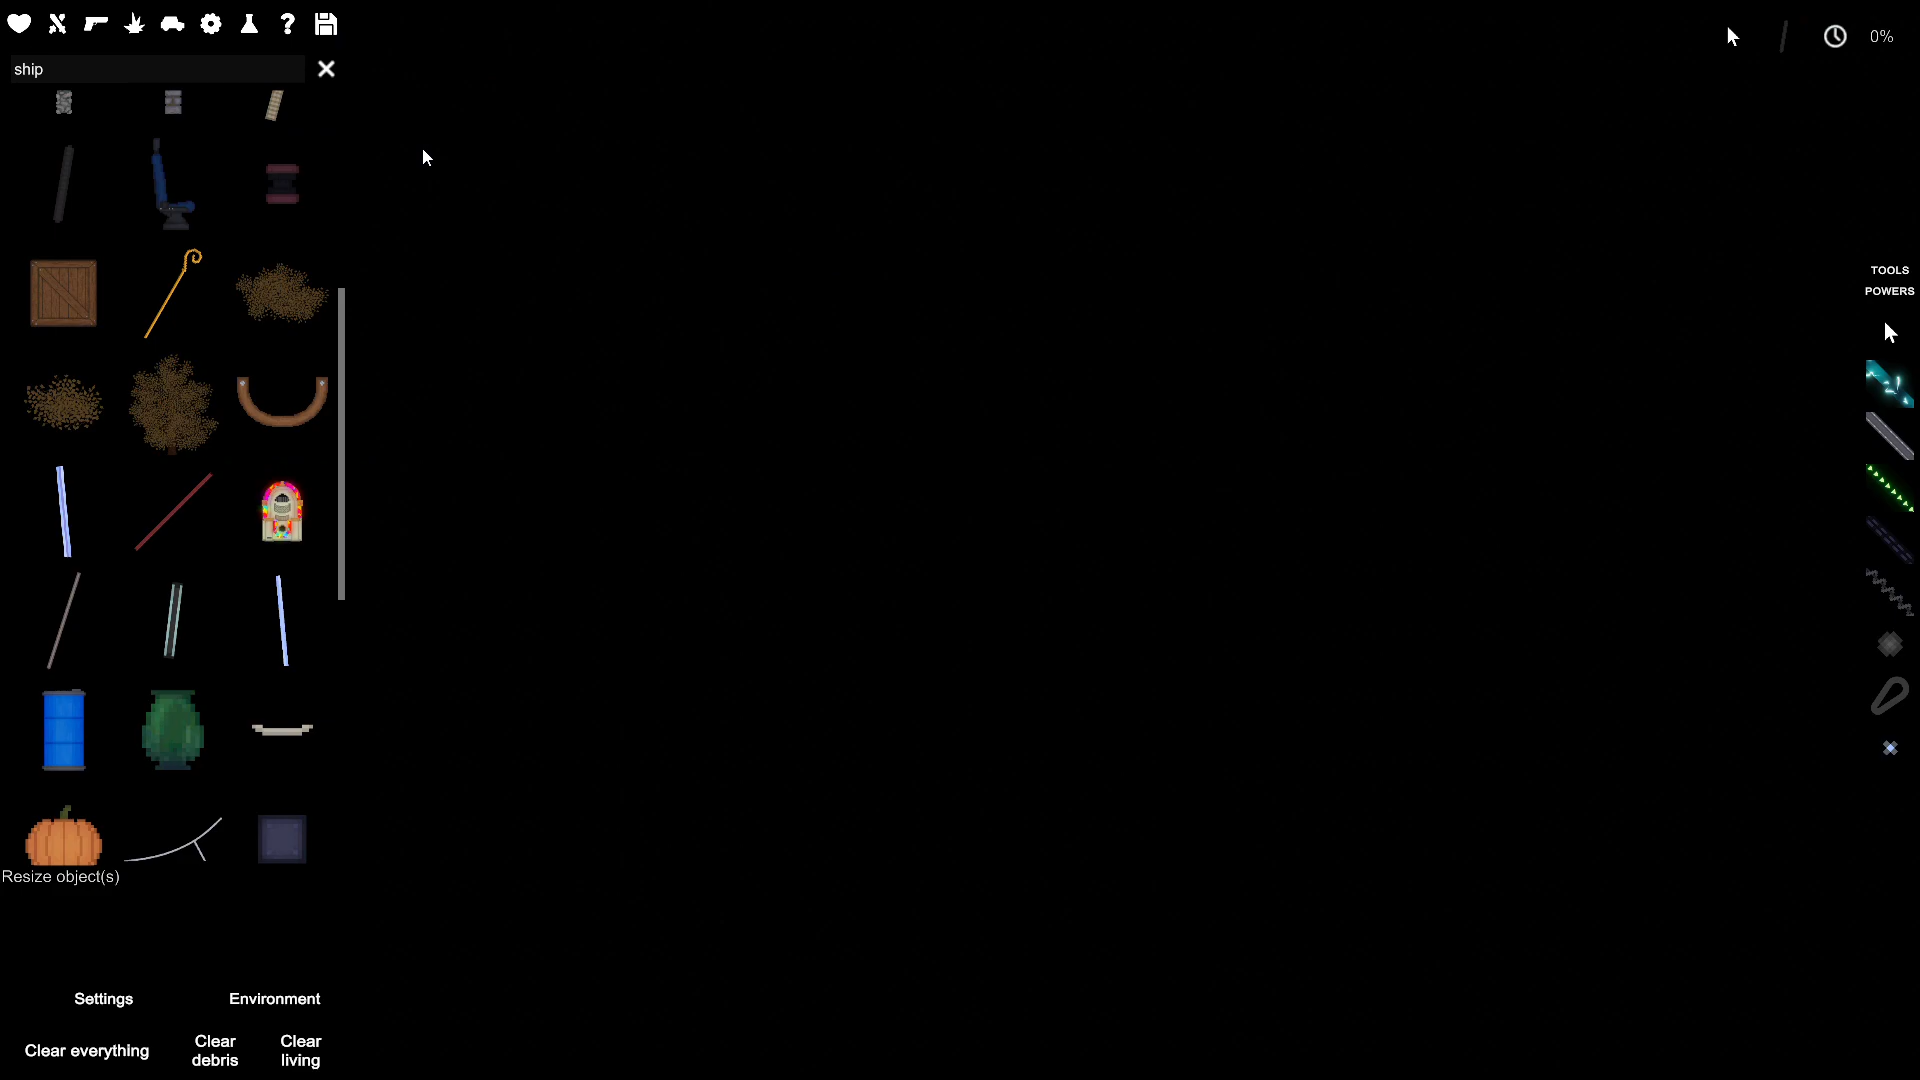 ship
0%
TOOLS
POWERS
Resize object(s)
Settings
Environment
Clear everything
Clear
debris
Clear
living